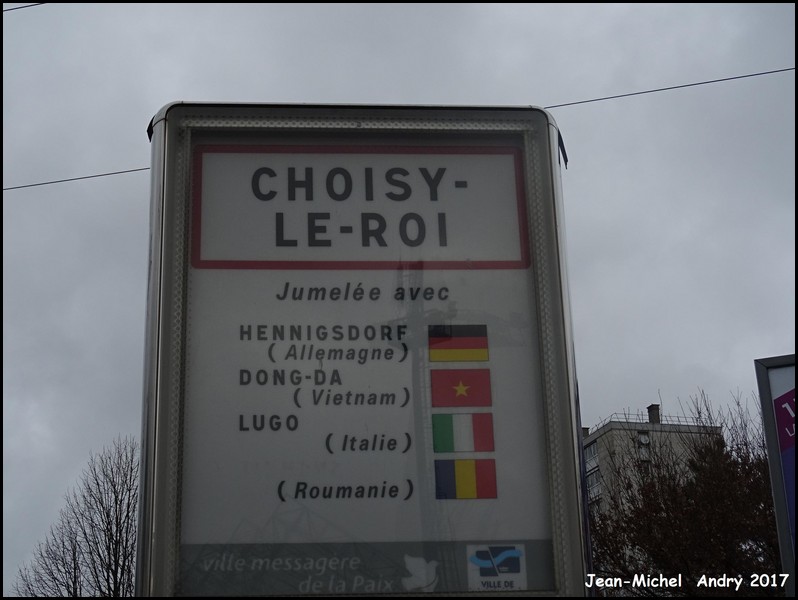 CHOISY-
LE-ROI
Jumelée avec
HENNIGSDORF
(Allemagne)
DONG-DA
(Vietnam)
LUGO
(Italie)
(Roumanie)
ville messagère
de la Paix
VILLE DE
Jean-Michel Andry 2017